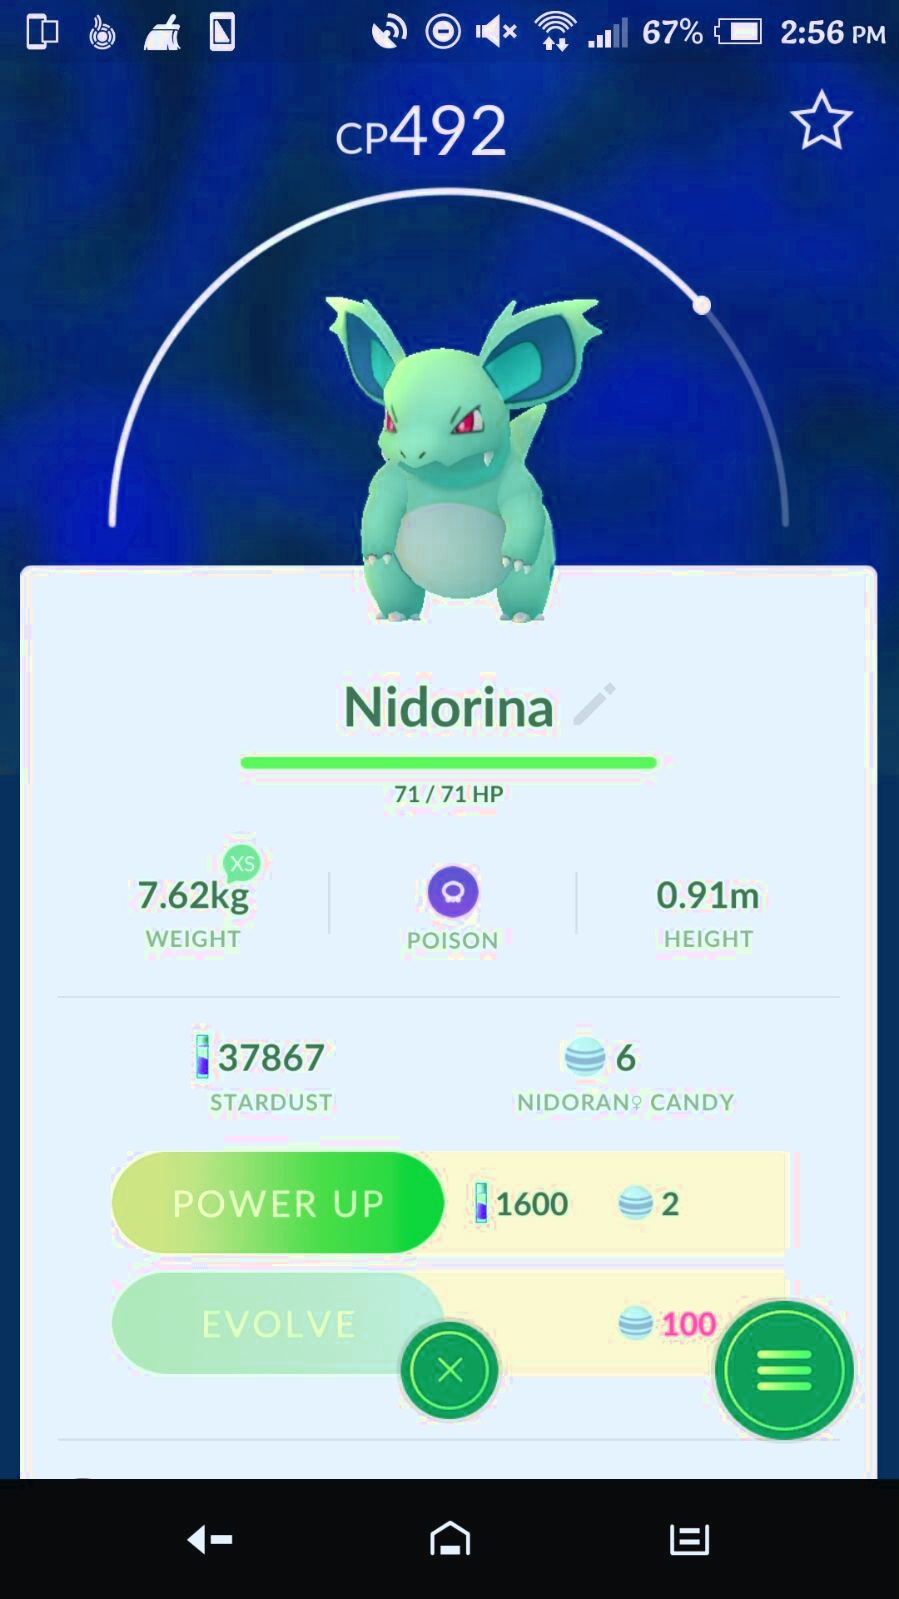 67% 2:56 PM
CP492
Nidorina
71 / 71 HP
XS
7.62kg
WEIGHT
POISON
0.91m
HEIGHT
37867
STARDUST
6
NIDORAN♀ CANDY
POWER UP 1600 2
EVOLVE 100